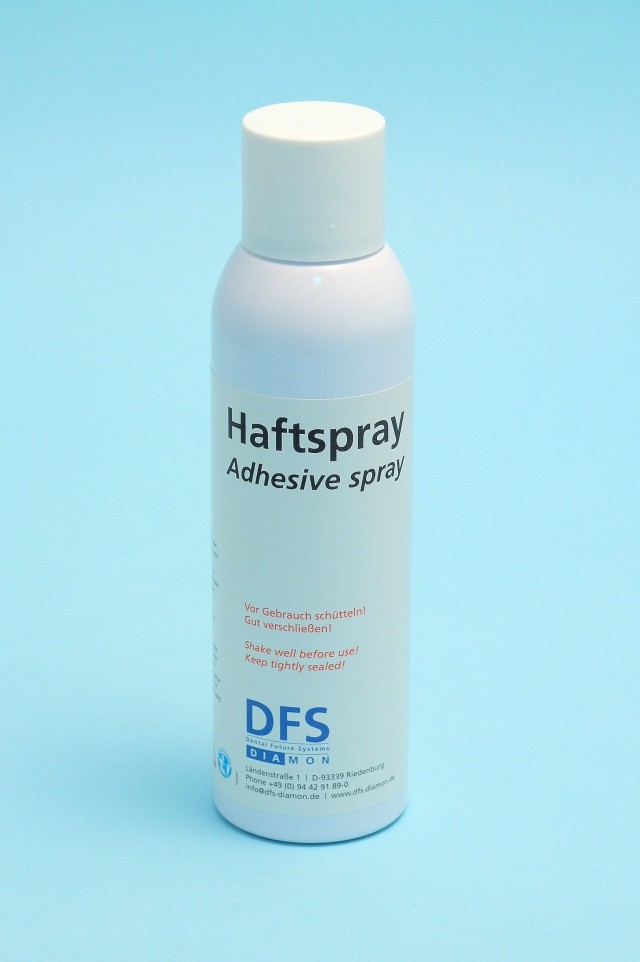 Haftspray
Adhesive spray
Vor Gebrauch schütteln!
Gut verschließen!
Shake well before use!
Keep tightly sealed!
DFS
Dental Future Systems
DIAMON
Ländenstraße 1 | D-93339 Riedenburg
Phone +49 (0) 94 42 91 89-0
info@dfs-diamon.de | www.dfs-diamon.de